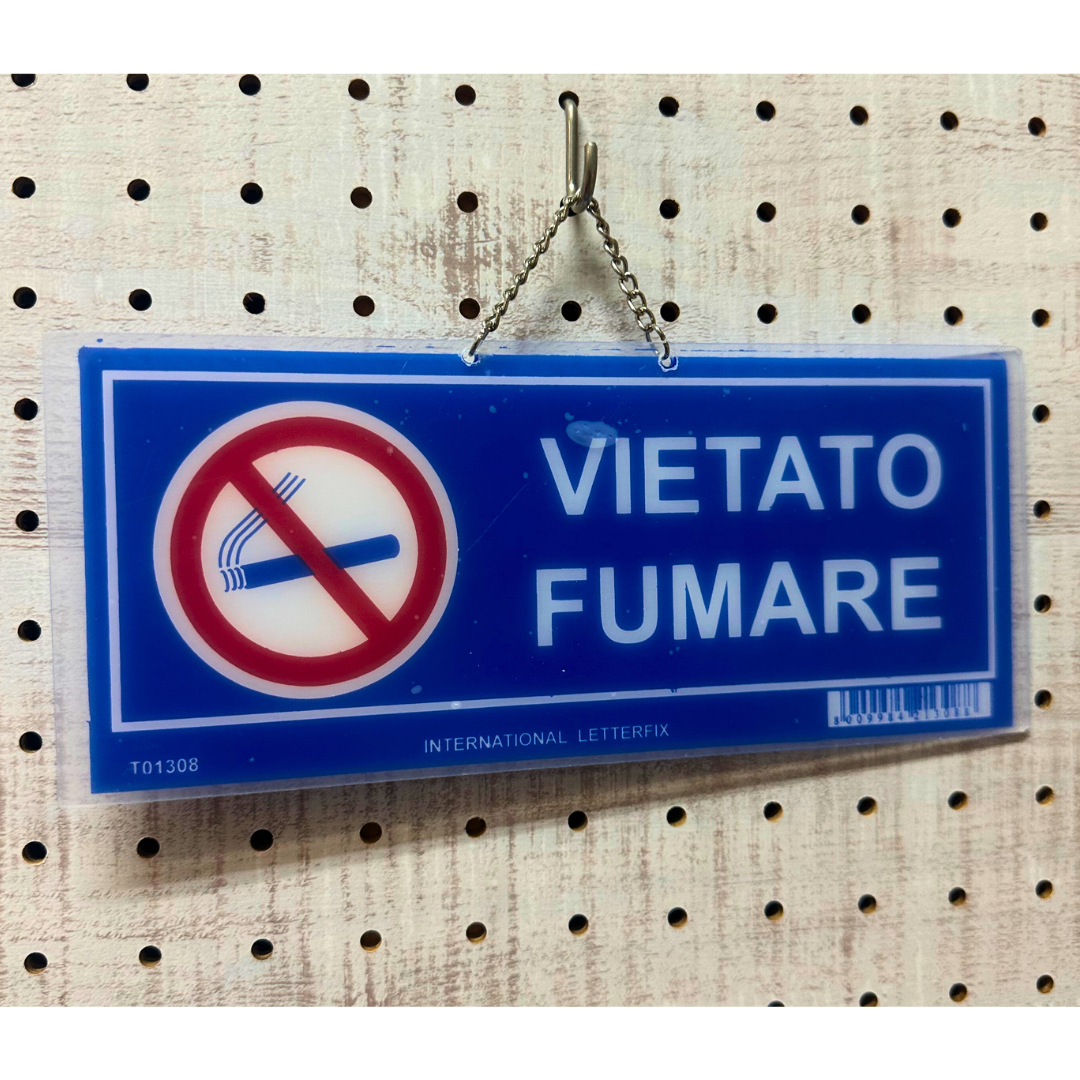 VIETATO
FUMARE
INTERNATIONAL LETTERFIX
T01308